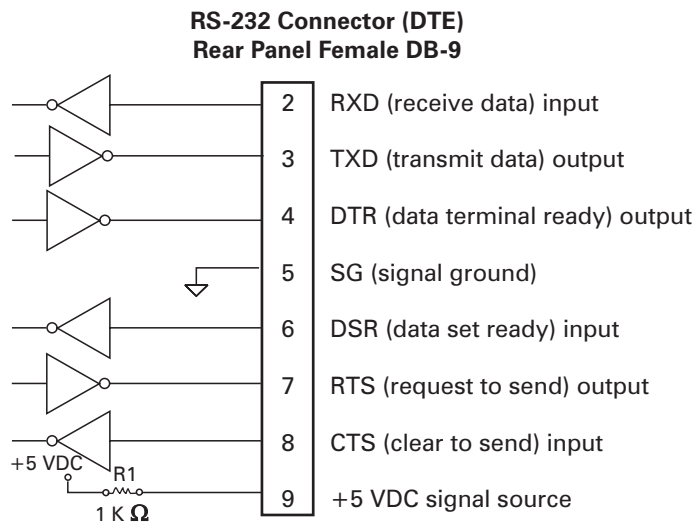 RS-232 Connector (DTE)
Rear Panel Female DB-9
2 RXD (receive data) input
3 TXD (transmit data) output
4 DTR (data terminal ready) output
5 SG (signal ground)
6 DSR (data set ready) input
7 RTS (request to send) output
8 CTS (clear to send) input
+5 VDC
R1
9 +5 VDC signal source
1 K Ω